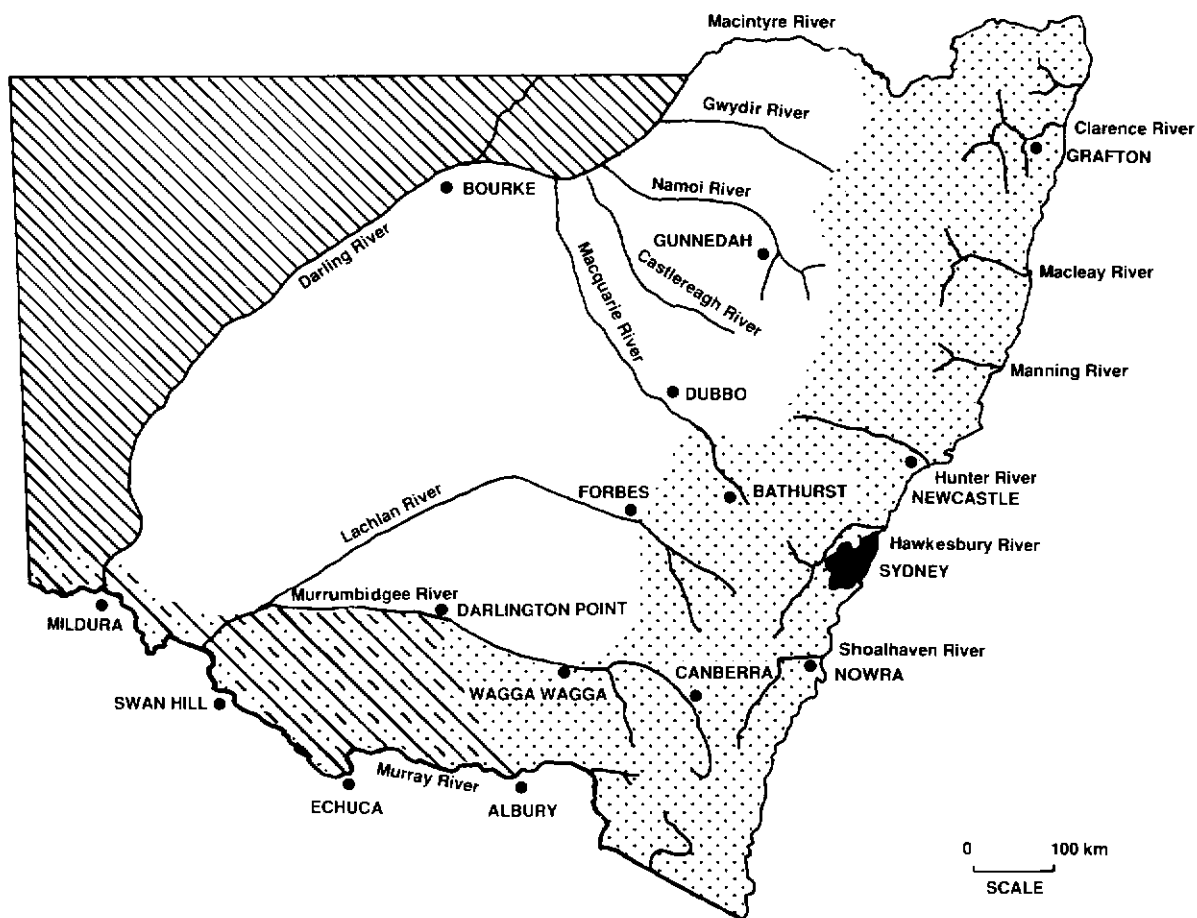 Macintyre River
Gwydir River
Clarence River
GRAFTON
BOURKE
Namoi River
Darling River
GUNNEDAH
Macquarie River
Castlereagh River
Macleay River
Manning River
DUBBO
Hunter River
NEWCASTLE
BATHURST
FORBES
Lachlan River
Hawkesbury River
SYDNEY
Murrumbidgee River
DARLINGTON POINT
MILDURA
Shoalhaven River
NOWRA
CANBERRA
WAGGA WAGGA
SWAN HILL
Murray River
ECHUCA
ALBURY
0 100 km
SCALE